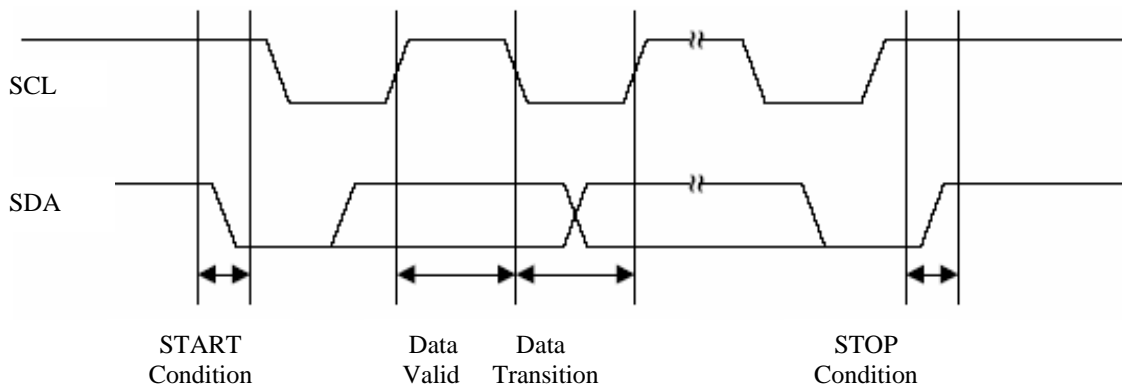 SCL
SDA
START
Condition
Data
Valid
Data
Transition
STOP
Condition